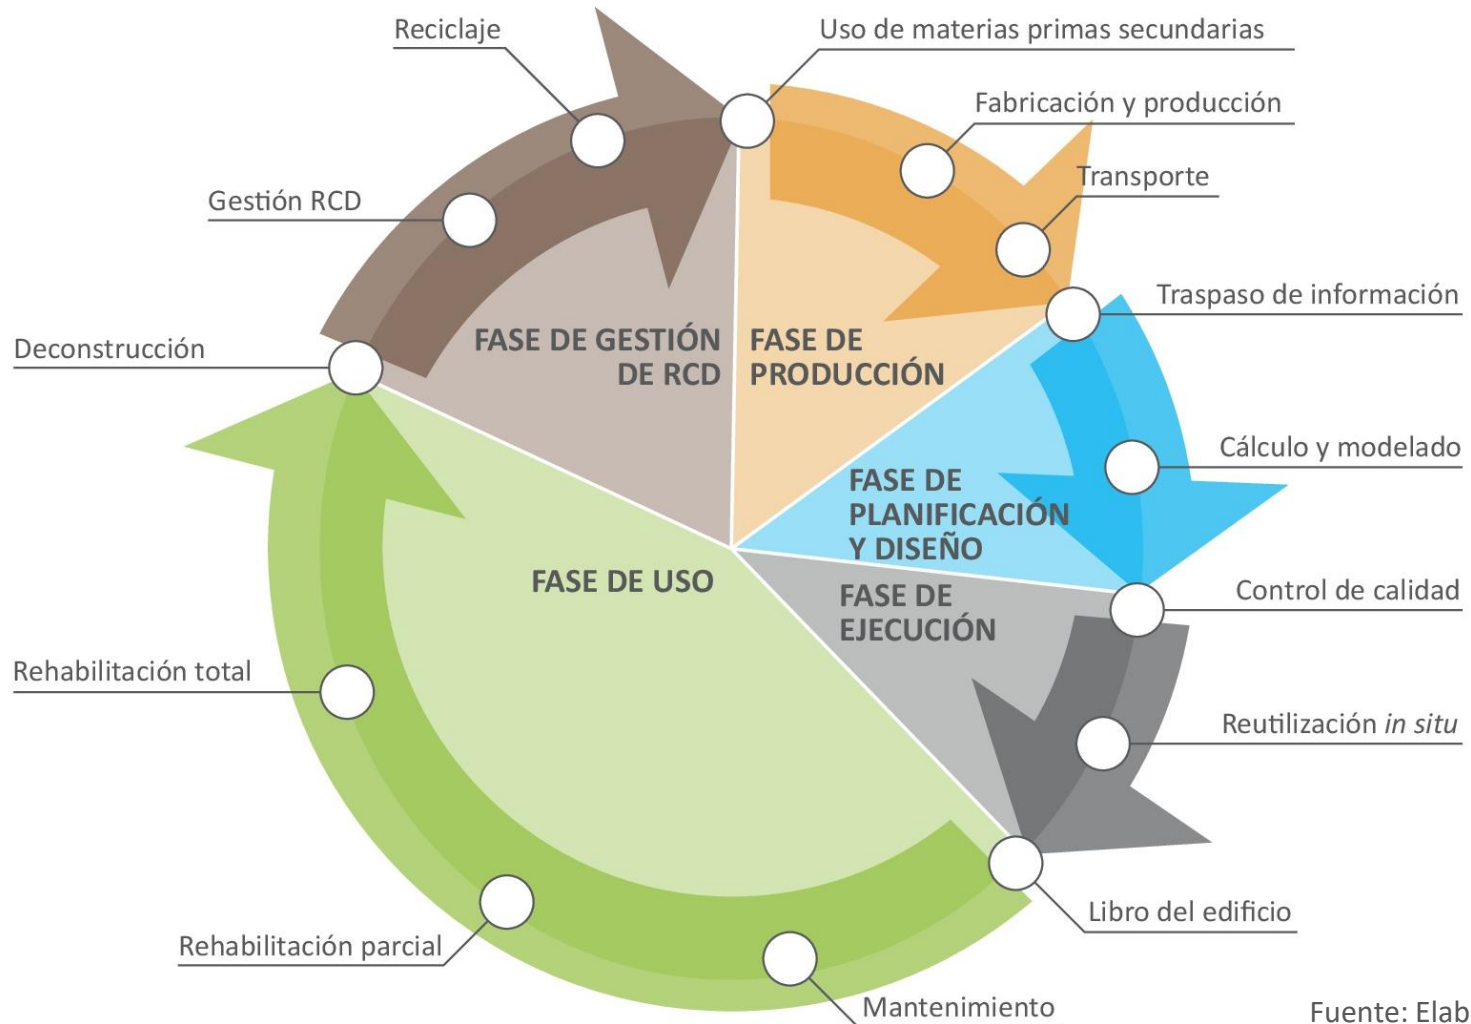 Reciclaje
Uso de materias primas secundarias
Fabricación y producción
Transporte
Gestión RCD
Traspaso de información
Deconstrucción
FASE DE GESTIÓN
DE RCD
FASE DE
PRODUCCIÓN
Cálculo y modelado
FASE DE
PLANIFICACIÓN
Y DISEÑO
FASE DE USO
FASE DE
EJECUCIÓN
Control de calidad
Rehabilitación total
Reutilización in situ
Libro del edificio
Rehabilitación parcial
Mantenimiento
Fuente: Elab